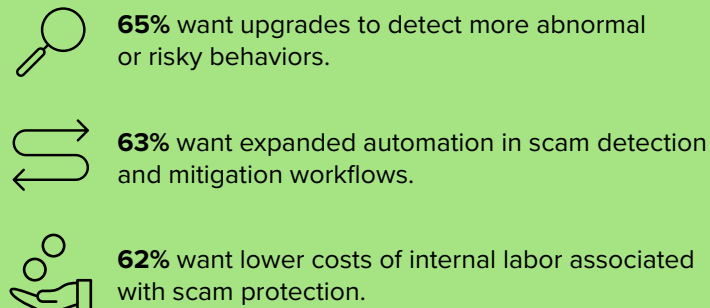 65% want upgrades to detect more abnormal
or risky behaviors.
63% want expanded automation in scam detection
and mitigation workflows.
62% want lower costs of internal labor associated
with scam protection.